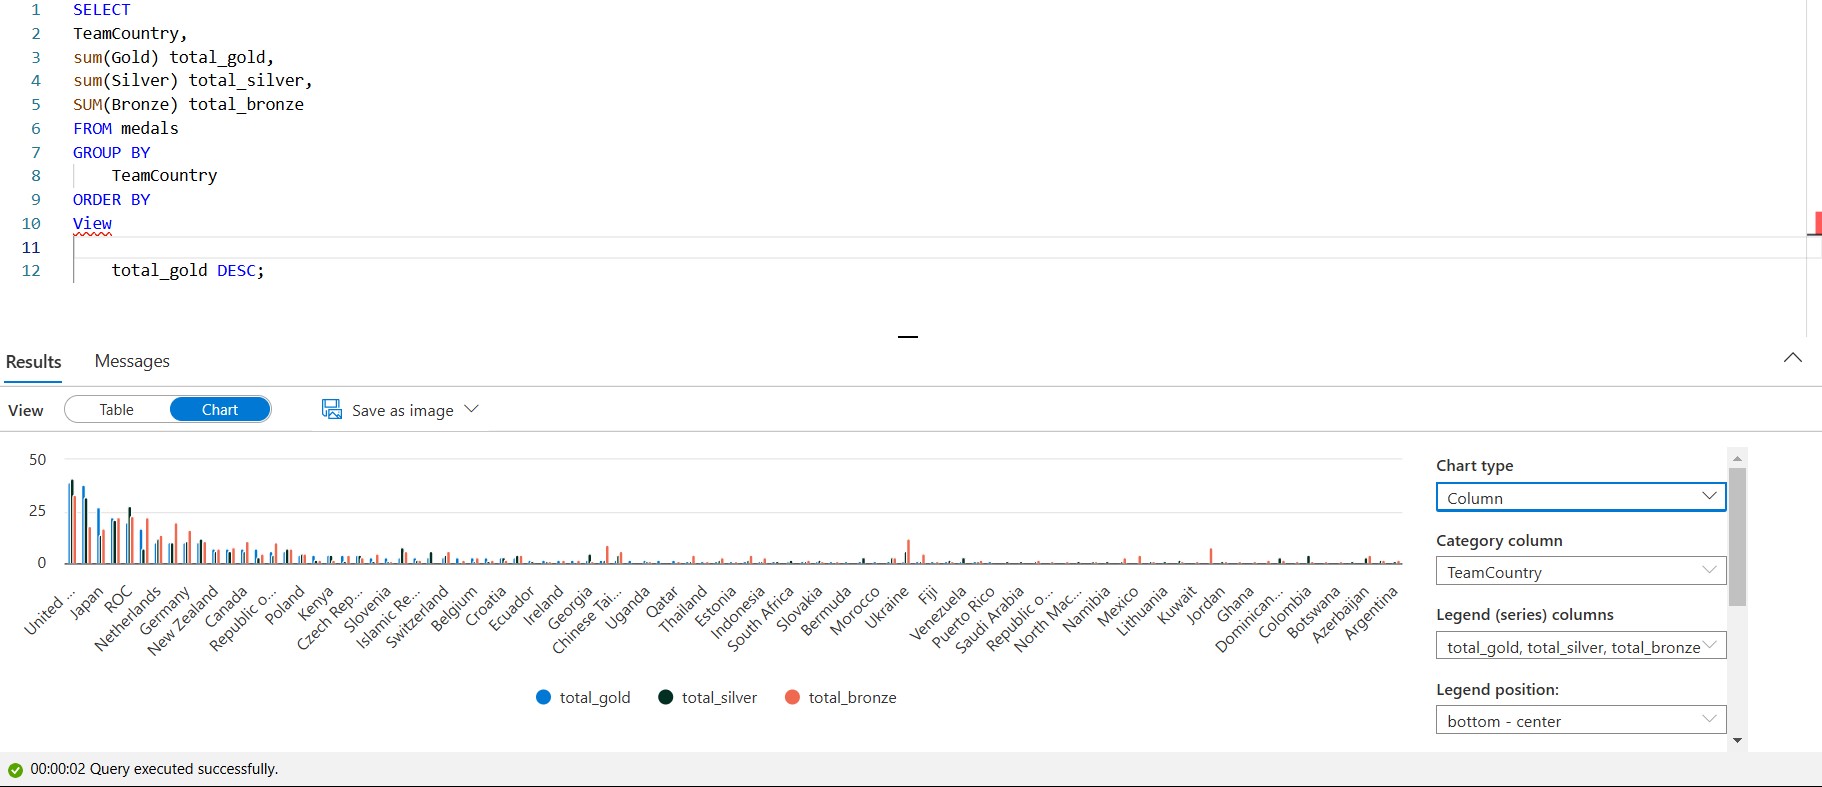 1 SELECT
2 TeamCountry,
3 sum(Gold) total_gold,
4 sum(Silver) total_silver,
5 SUM(Bronze) total_bronze
6 FROM medals
7 GROUP BY
8 TeamCountry
9 ORDER BY
10 View
11
12 total_gold DESC;
Results Messages
View Table Chart Save as image
50
25
0
United ... Japan ROC Netherlands Germany New Zealand Canada Republic o... Poland Kenya Czech Rep... Slovenia Islamic Re... Switzerland Belgium Croatia Ecuador Ireland Georgia Chinese Tai... Uganda Qatar Thailand Estonia Indonesia South Africa Slovakia Bermuda Morocco Ukraine Fiji Venezuela Puerto Rico Saudi Arabia Republic o... North Mac... Namibia Mexico Lithuania Kuwait Jordan Ghana Dominican... Colombia Botswana Azerbaijan Argentina
total_gold total_silver total_bronze
Chart type
Column
Category column
TeamCountry
Legend (series) columns
total_gold, total_silver, total_bronze
Legend position:
bottom - center
00:00:02 Query executed successfully.